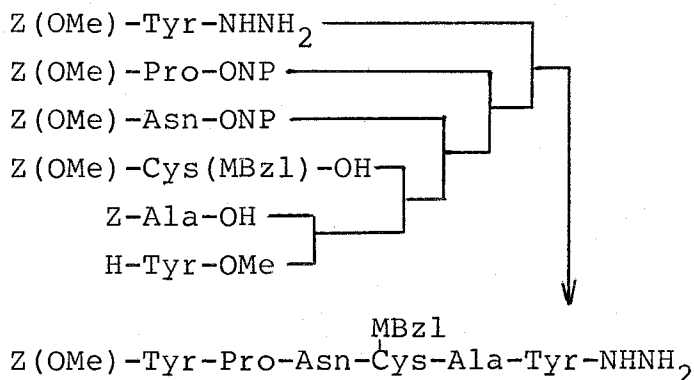 Z(OMe)-Tyr-NHNH2
Z(OMe)-Pro-ONP
Z(OMe)-Asn-ONP
Z(OMe)-Cys(MBzl)-OH
Z-Ala-OH
H-Tyr-OMe
MBzl
Z(OMe)-Tyr-Pro-Asn-Cys-Ala-Tyr-NHNH2